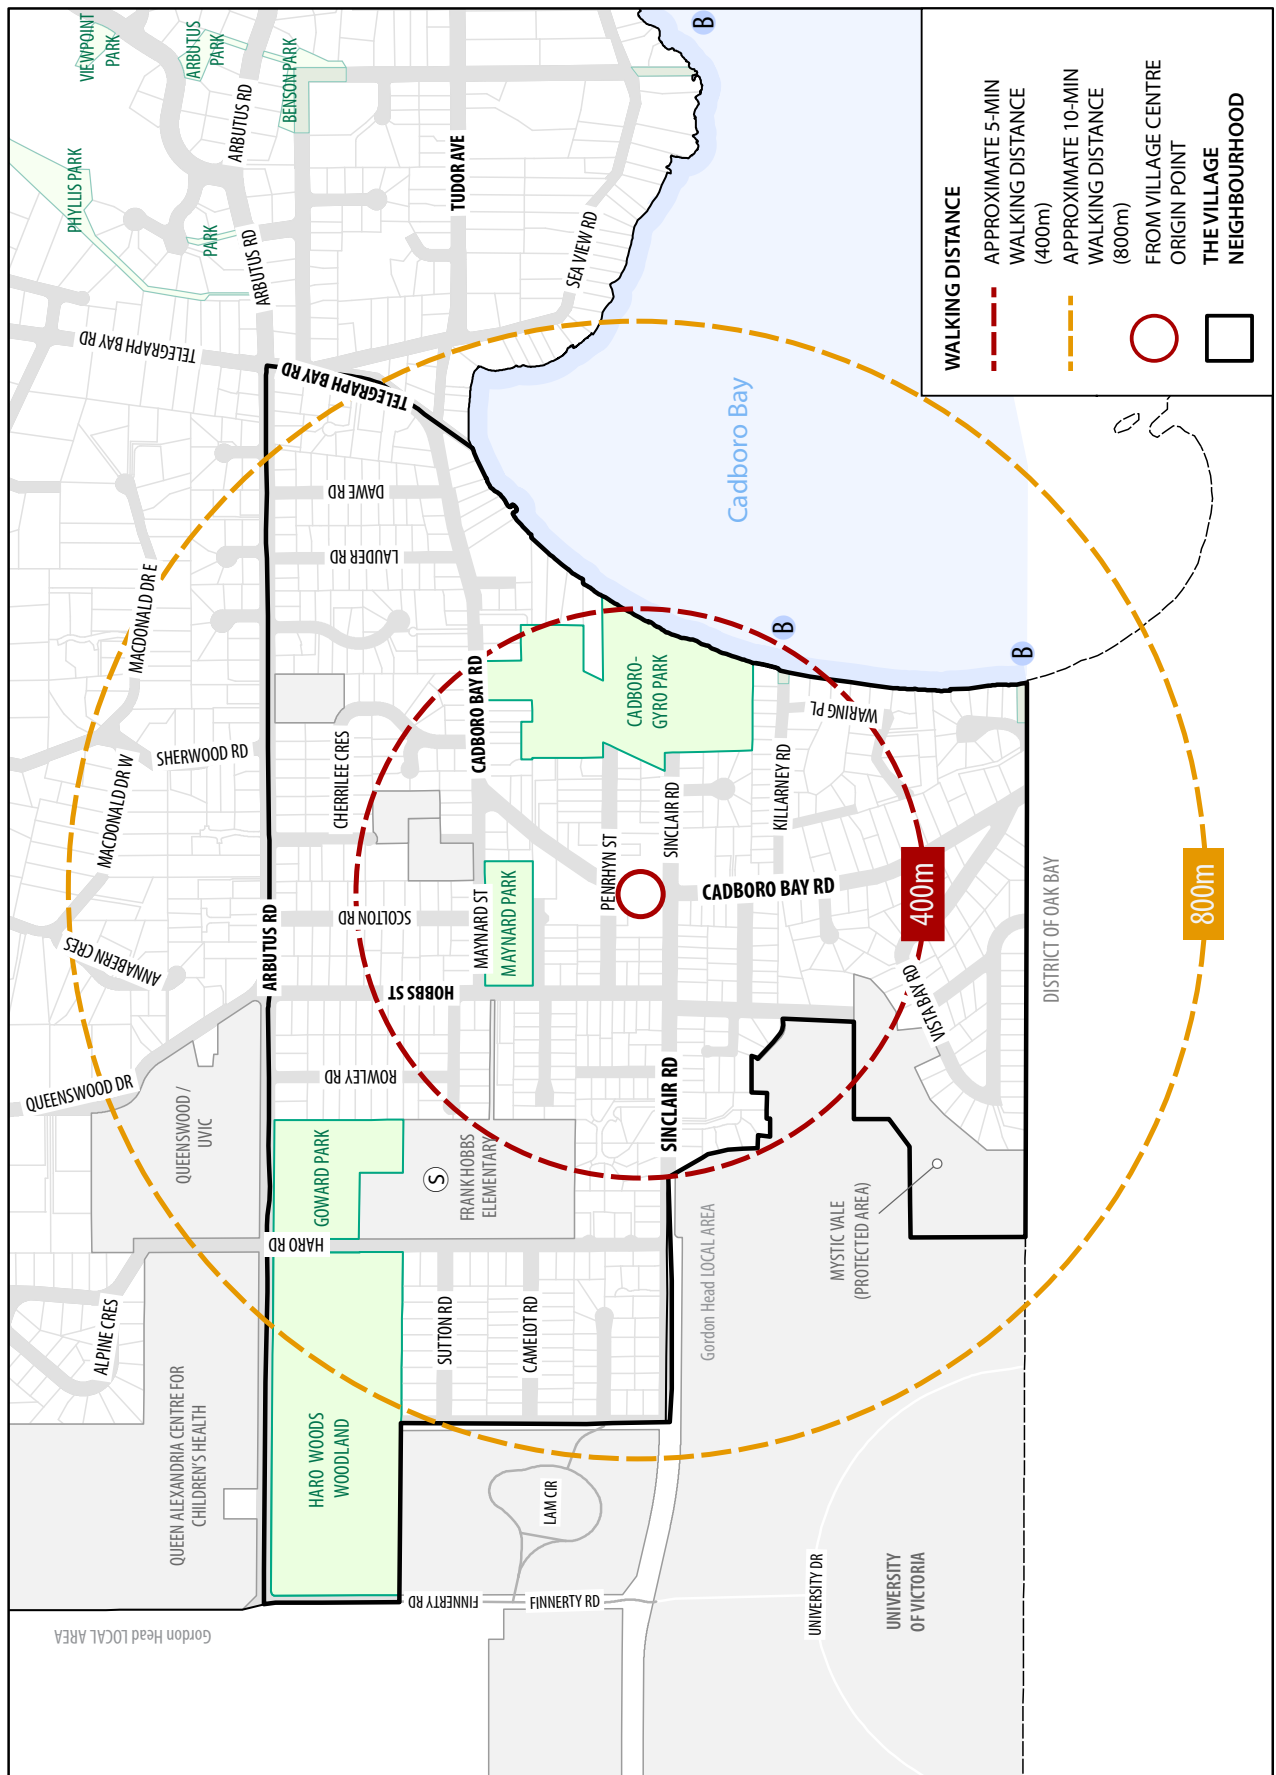 VIEWPOINT
PARK
ARBUTUS
PARK
BENSON PARK
PHYLLIS PARK
PARK
ARBUTUS RD
ARBUTUS RD
TUDOR AVE
SEA VIEW RD
TELEGRAPH BAY RD
TELEGRAPH BAY RD
DAWE RD
LAUDER RD
MACDONALD DR E
MACDONALD DR W
SHERWOOD RD
CHERRILEE CRES
CADBORO BAY RD
CADBORO-
GYRO PARK
Cadboro Bay
B
B
B
WARING PL
KILLARNEY RD
SINCLAIR RD
PENRHYN ST
CADBORO BAY RD
MAYNARD ST
MAYNARD PARK
SCOLTON RD
ARBUTUS RD
ANNABERN CRES
HOBBS ST
ROWLEY RD
QUEENSWOOD DR
QUEENSWOOD /
UVIC
GOWARD PARK
S
FRANK HOBBS
ELEMENTARY
SINCLAIR RD
VISTA BAY RD
400m
800m
DISTRICT OF OAK BAY
MYSTIC VALE
(PROTECTED AREA)
Gordon Head LOCAL AREA
HARO RD
SUTTON RD
CAMELOT RD
ALPINE CRES
QUEEN ALEXANDRIA CENTRE FOR
CHILDREN'S HEALTH
HARO WOODS
WOODLAND
LAM CIR
FINNERTY RD
FINNERTY RD
UNIVERSITY DR
UNIVERSITY
OF VICTORIA
Gordon Head LOCAL AREA
WALKING DISTANCE
APPROXIMATE 5-MIN
WALKING DISTANCE
(400m)
APPROXIMATE 10-MIN
WALKING DISTANCE
(800m)
FROM VILLAGE CENTRE
ORIGIN POINT
THE VILLAGE
NEIGHBOURHOOD